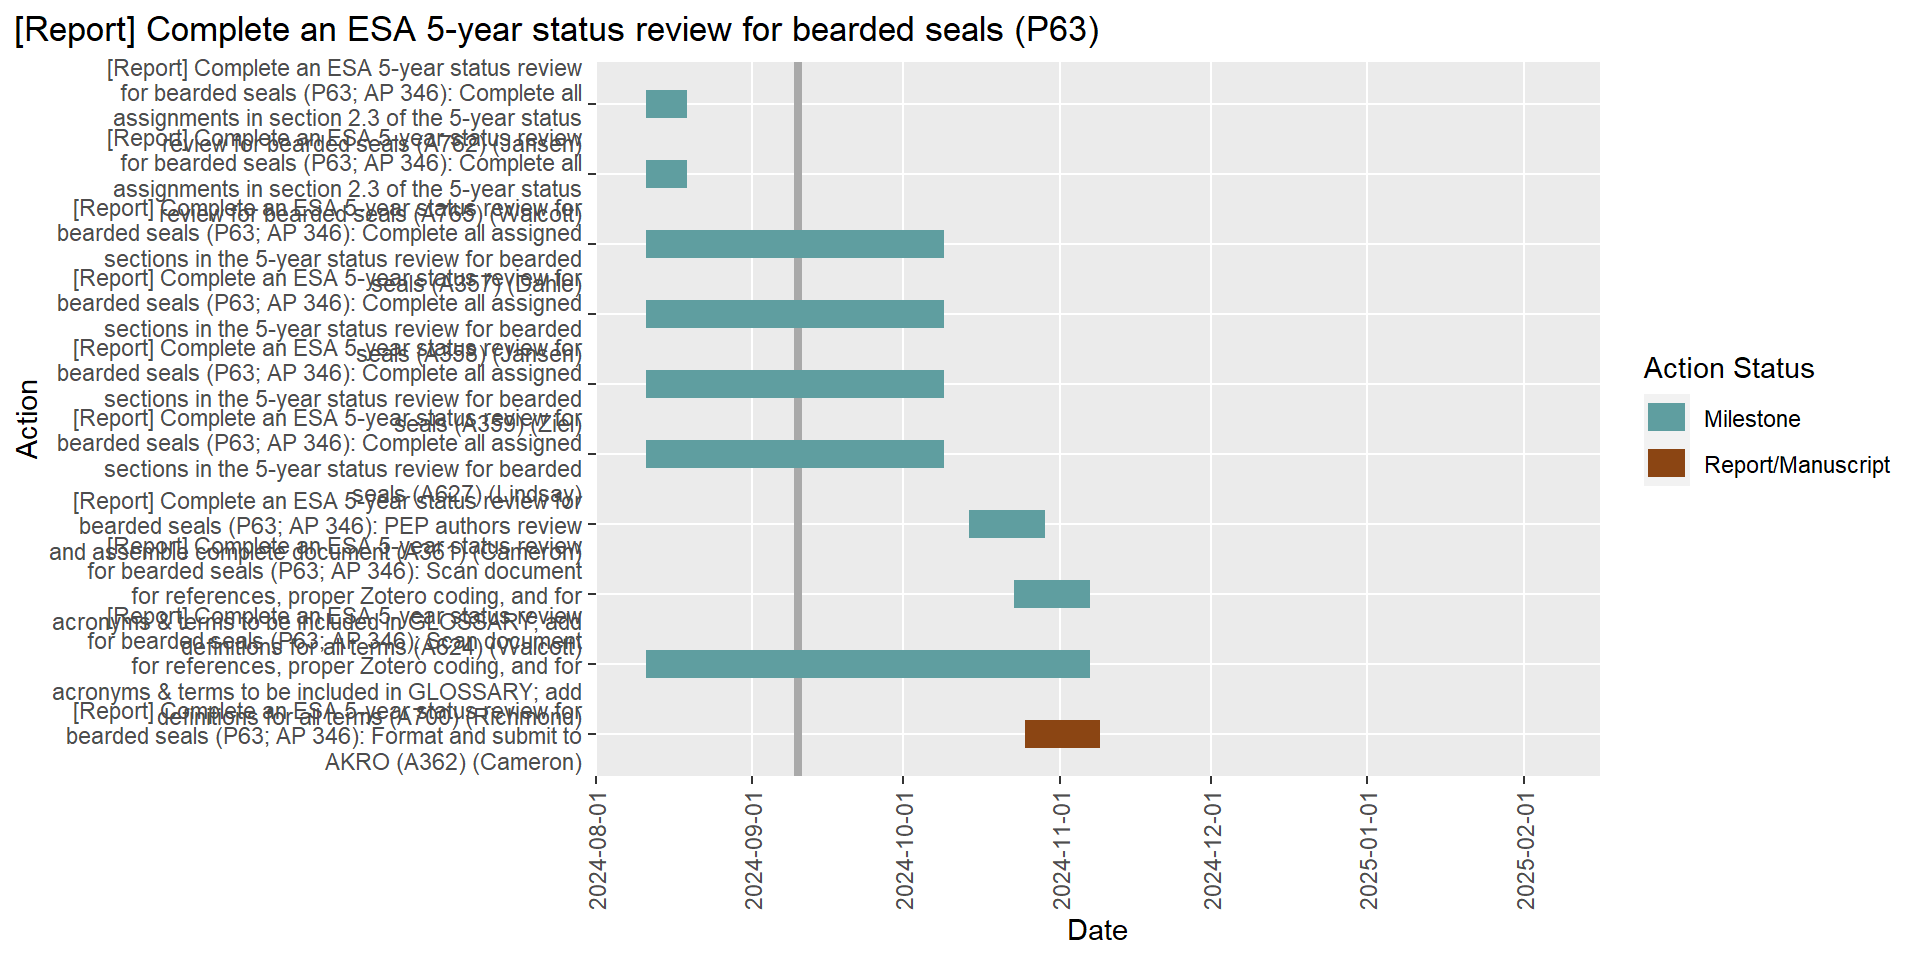 [Report] Complete an ESA 5-year status review for bearded seals (P63)
[Report] Complete an ESA 5-year status review
for bearded seals (P63; AP 346): Complete all
assignments in section 2.3 of the 5-year status
review for bearded seals (A762) (Jansen)
[Report] Complete an ESA 5-year status review
for bearded seals (P63; AP 346): Complete all
assignments in section 2.3 of the 5-year status
review for bearded seals (A765) (Walcott)
[Report] Complete an ESA 5-year status review for
bearded seals (P63; AP 346): Complete all assigned
sections in the 5-year status review for bearded
seals (A357) (Dahle)
[Report] Complete an ESA 5-year status review for
bearded seals (P63; AP 346): Complete all assigned
sections in the 5-year status review for bearded
seals (A358) (Jansen)
[Report] Complete an ESA 5-year status review for
bearded seals (P63; AP 346): Complete all assigned
sections in the 5-year status review for bearded
seals (A359) (Ziel)
[Report] Complete an ESA 5-year status review for
bearded seals (P63; AP 346): Complete all assigned
sections in the 5-year status review for bearded
seals (A627) (Lindsay)
[Report] Complete an ESA 5-year status review for
bearded seals (P63; AP 346): PEP authors review
and assemble complete document (A361) (Cameron)
[Report] Complete an ESA 5-year status review
for bearded seals (P63; AP 346): Scan document
for references, proper Zotero coding, and for
acronyms & terms to be included in GLOSSARY; add
definitions for all terms (A624) (Walcott)
[Report] Complete an ESA 5-year status review
for bearded seals (P63; AP 346): Scan document
for references, proper Zotero coding, and for
acronyms & terms to be included in GLOSSARY; add
definitions for all terms (A700) (Richmond)
[Report] Complete an ESA 5-year status review for
bearded seals (P63; AP 346): Format and submit to
AKRO (A362) (Cameron)
Action
2024-08-01
2024-09-01
2024-10-01
2024-11-01
2024-12-01
2025-01-01
2025-02-01
Date
Action Status
Milestone
Report/Manuscript